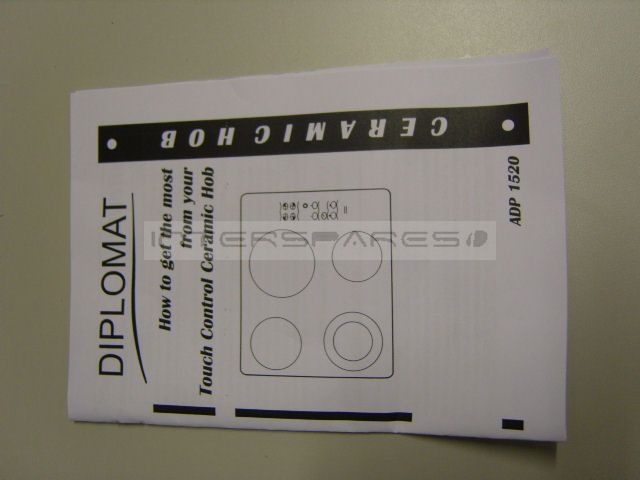 DIPLOMAT
How to get the most
from your
Touch Control Ceramic Hob
CERAMIC HOB
ADP 1520
INTERSPARES